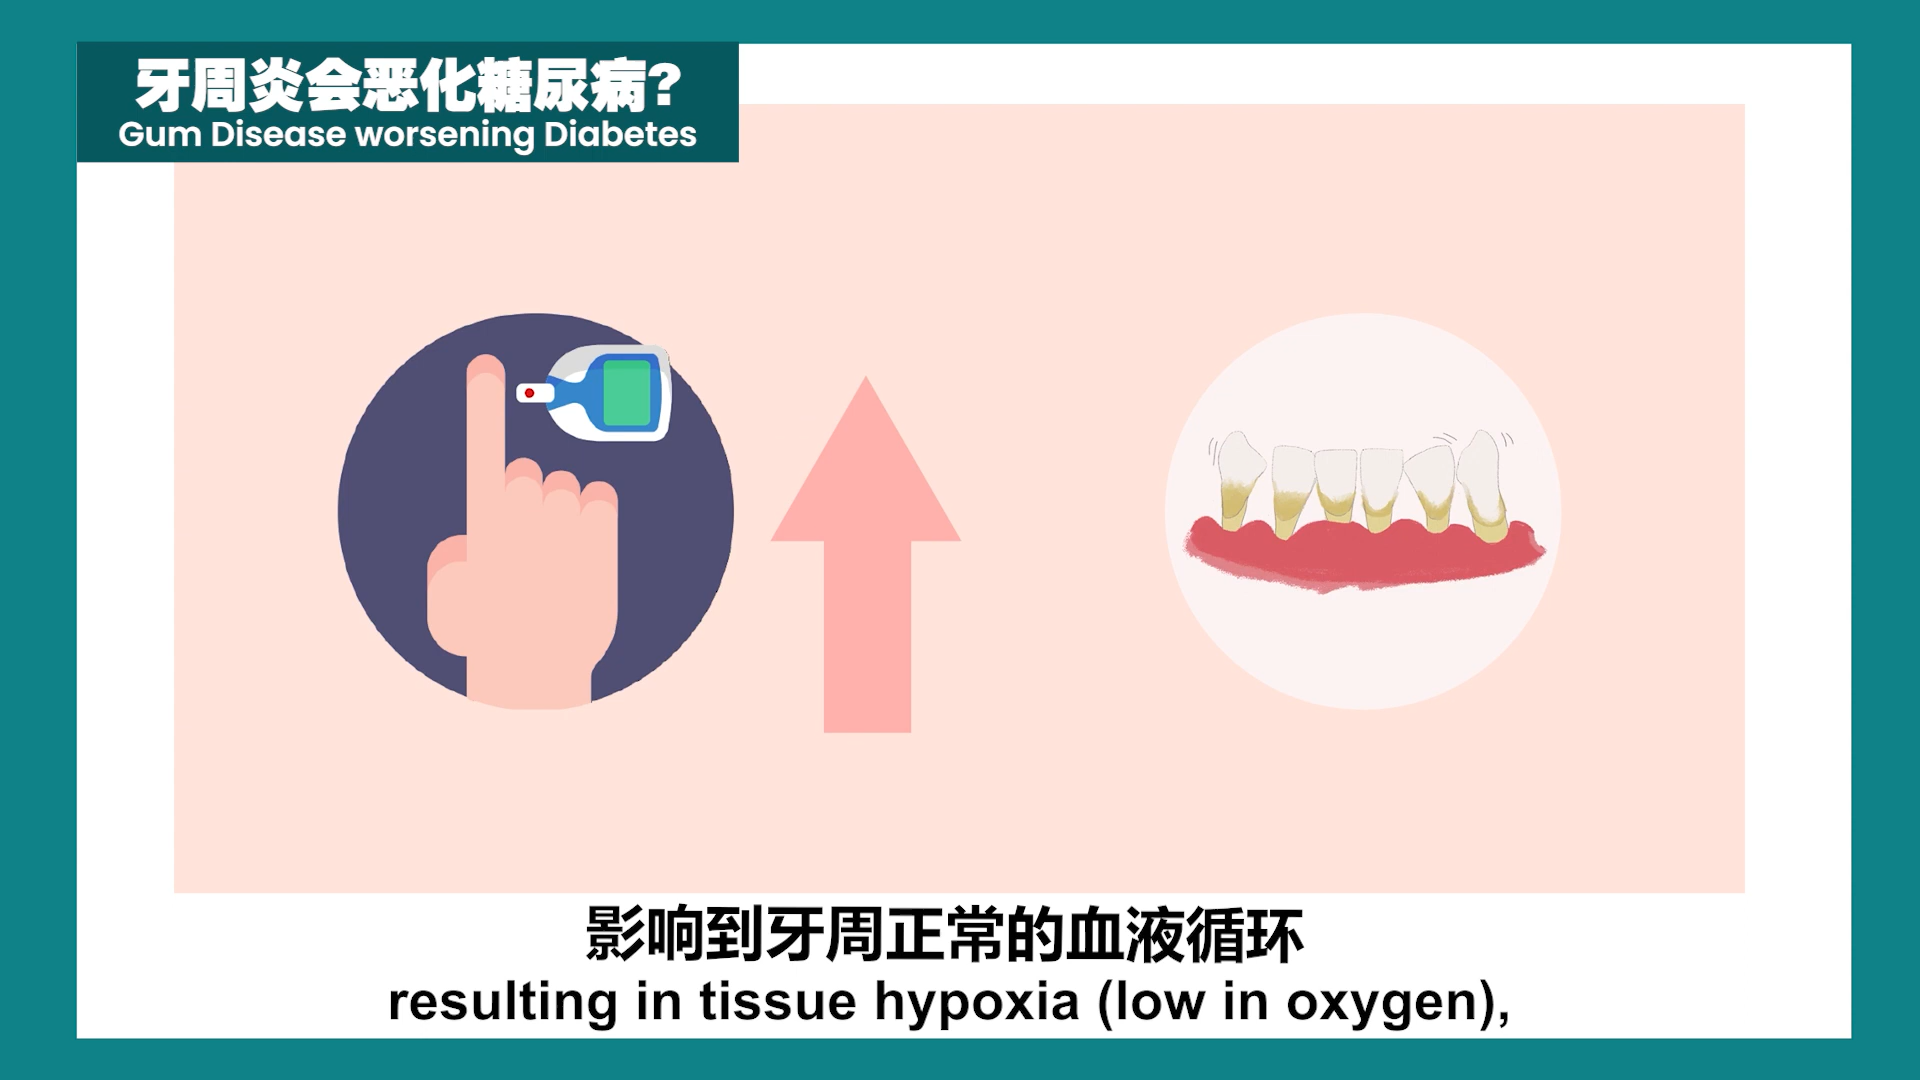 牙周炎会恶化糖尿病?
Gum Disease worsening Diabetes
影响到牙周正常的血液循环
resulting in tissue hypoxia (low in oxygen),